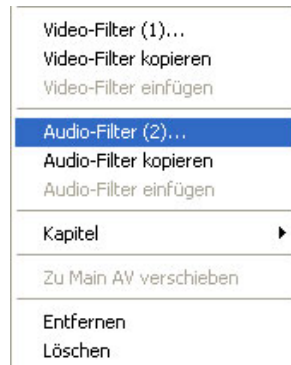 Video-Filter (1)...
Video-Filter kopieren
Video-Filter einfügen
Audio-Filter (2)...
Audio-Filter kopieren
Audio-Filter einfügen
Kapitel
Zu Main AV verschieben
Entfernen
Löschen